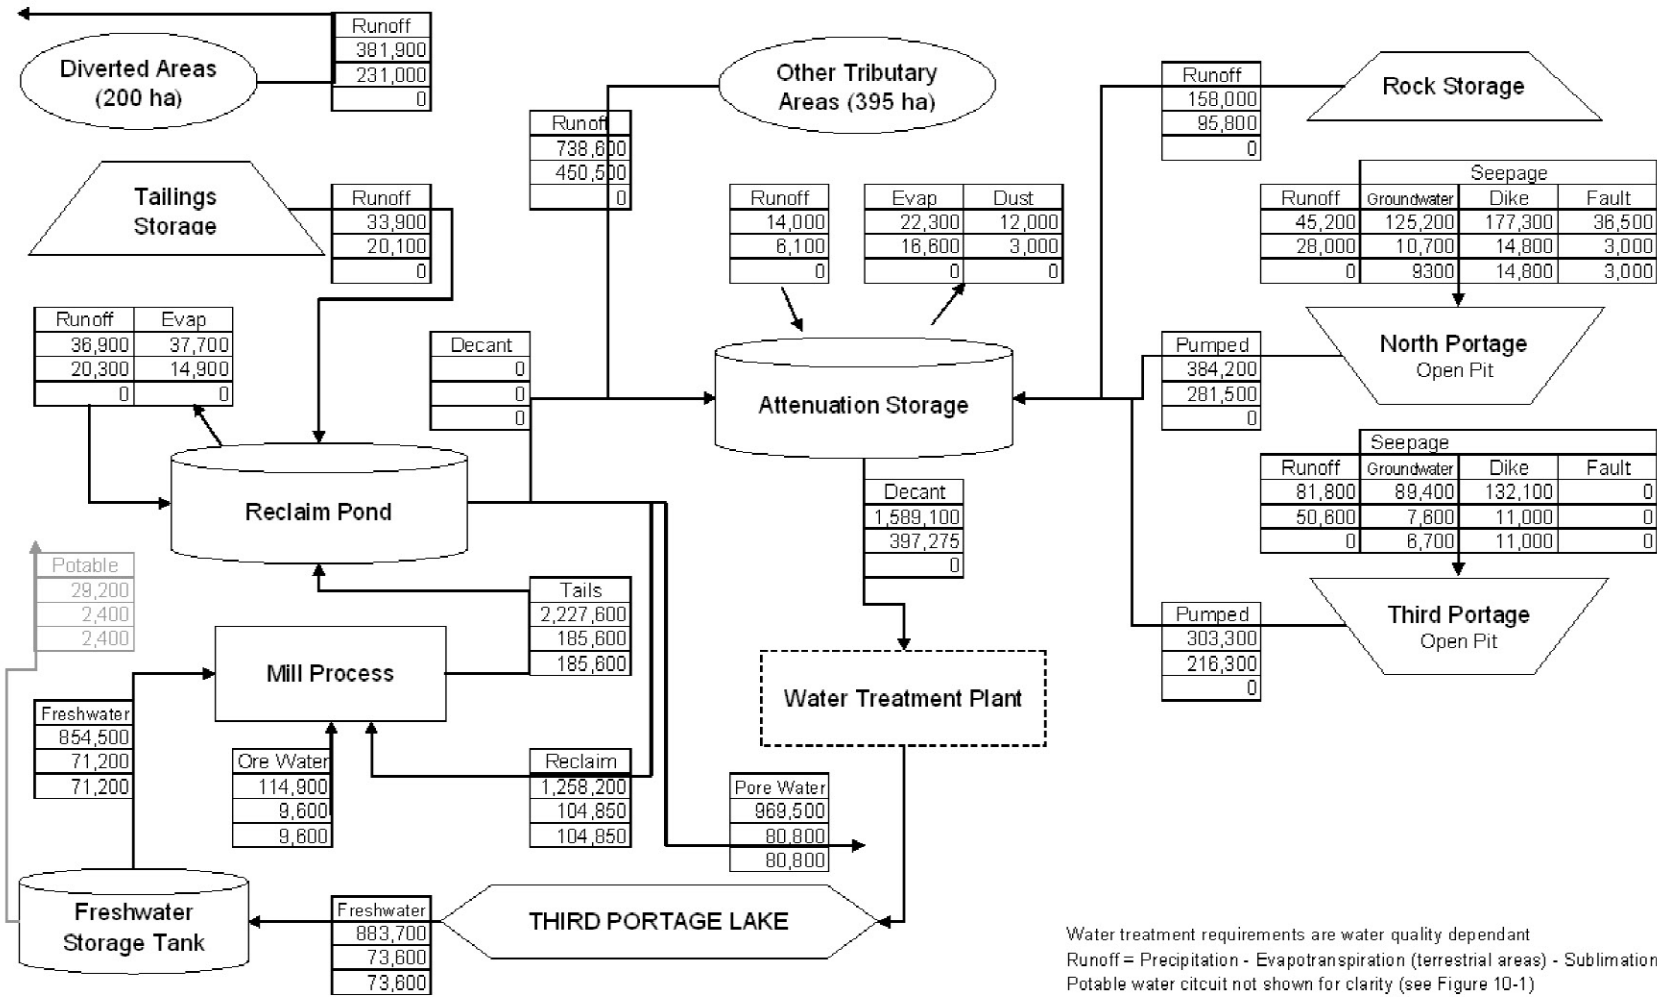 Runoff
381,900
231,000
0
Diverted Areas
(200 ha)
Other Tributary
Areas (395 ha)
Runoff
738,600
450,500
0
Runoff
158,000
95,800
0
Rock Storage
Tailings
Storage
Runoff
33,900
20,100
0
Runoff
14,000
6,100
0
Evap Dust
22,300 12,000
16,600 3,000
0 0
Seepage
Runoff Groundwater Dike Fault
45,200 125,200 177,300 36,500
28,000 10,700 14,800 3,000
0 9300 14,800 3,000
Runoff Evap
36,900 37,700
20,300 14,900
0 0
Decant
0
0
0
Attenuation Storage
Pumped
384,200
281,500
0
North Portage
Open Pit
Reclaim Pond
Decant
1,589,100
397,275
0
Seepage
Runoff Groundwater Dike Fault
81,800 89,400 132,100 0
50,600 7,600 11,000 0
0 6,700 11,000 0
Potable
29,200
2,400
2,400
Tails
2,227,600
185,600
185,600
Pumped
303,300
216,300
0
Third Portage
Open Pit
Mill Process
Water Treatment Plant
Freshwater
854,500
71,200
71,200
Ore Water
114,900
9,600
9,600
Reclaim
1,258,200
104,850
104,850
Pore Water
969,500
80,800
80,800
Freshwater
Storage Tank
Freshwater
883,700
73,600
73,600
THIRD PORTAGE LAKE
Water treatment requirements are water quality dependant
Runoff = Precipitation - Evapotranspiration (terrestrial areas) - Sublimation
Potable water citcuit not shown for clarity (see Figure 10-1)